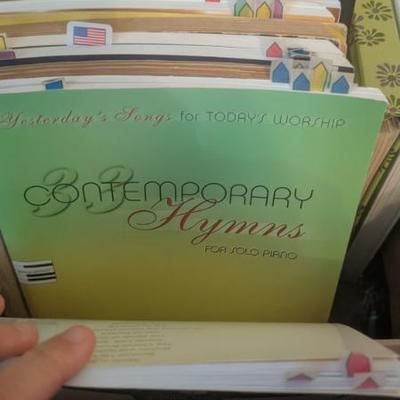 Yesterday's Songs for TODAY'S WORSHIP
33
CONTEMPORARY
Hymns
FOR SOLO PIANO